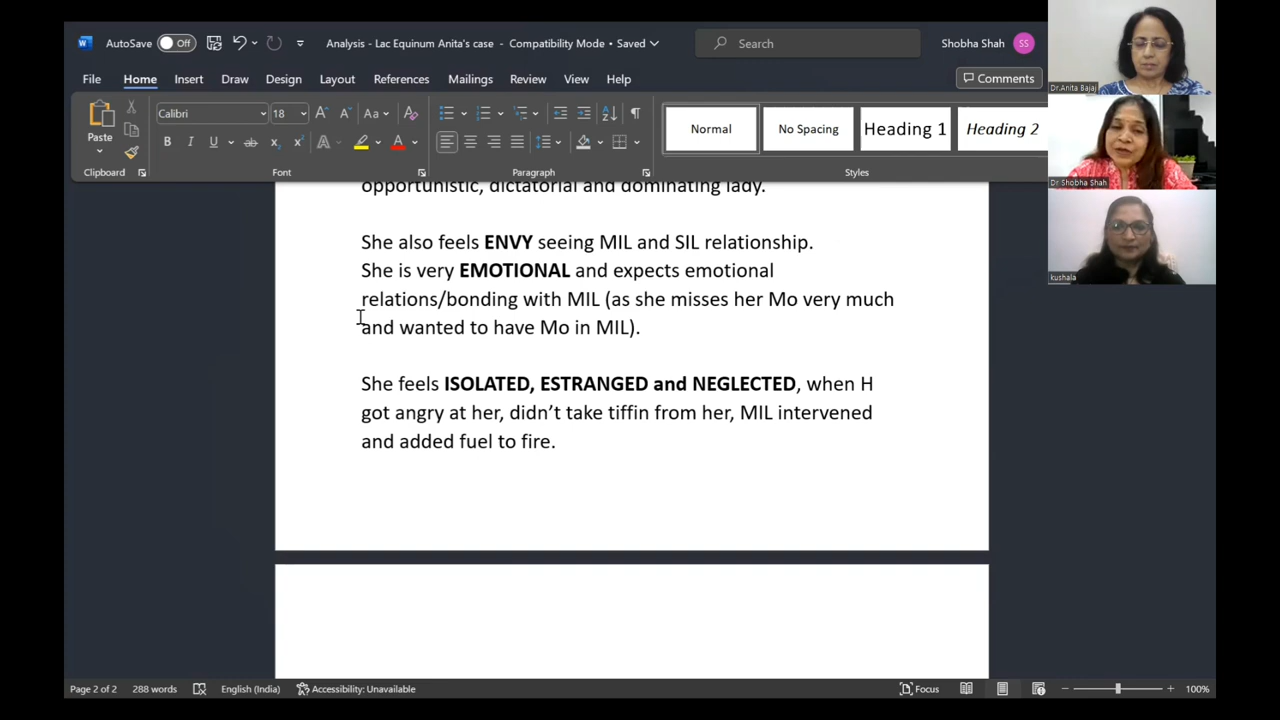 AutoSave Off Analysis - Lac Equinum Anita's case - Compatibility Mode • Saved Search Shobha Shah SS
File Home Insert Draw Design Layout References Mailings Review View Help Comments
Paste Calibri 18 Normal No Spacing Heading 1 Heading 2
Clipboard Font Paragraph Styles
opportunistic, dictatorial and dominating lady.
She also feels ENVY seeing MIL and SIL relationship.
She is very EMOTIONAL and expects emotional
relations/bonding with MIL (as she misses her Mo very much
and wanted to have Mo in MIL).
She feels ISOLATED, ESTRANGED and NEGLECTED, when H
got angry at her, didn't take tiffin from her, MIL intervened
and added fuel to fire.
Page 2 of 2 288 words English (India) Accessibility: Unavailable Focus 100%
Dr.Anita Bajaj
Dr Shobha Shah
kushala